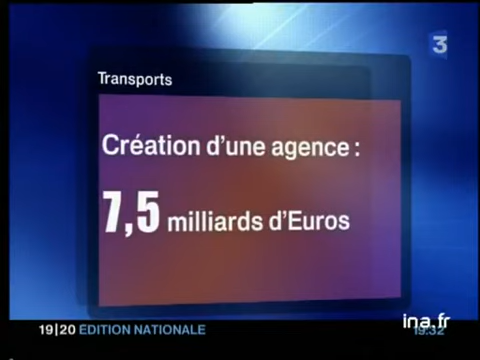 3
Transports
Création d'une agence :
7,5 milliards d'Euros
ina.fr
19|20 EDITION NATIONALE
19:32